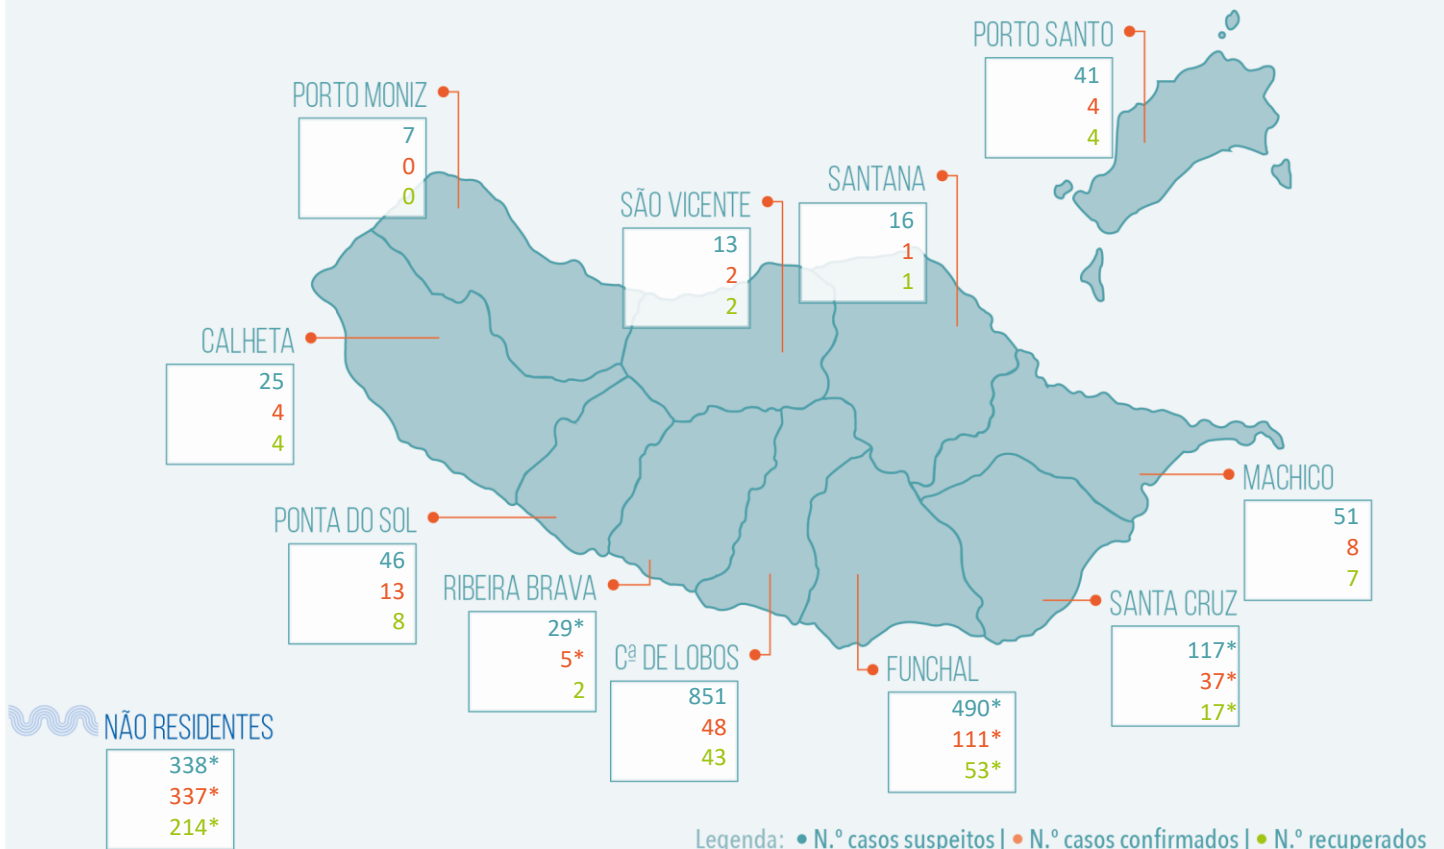 PORTO SANTO
41
4
4
PORTO MONIZ
7
0
0
SANTANA
16
1
1
SÃO VICENTE
13
2
2
CALHETA
25
4
4
MACHICO
51
8
7
PONTA DO SOL
46
13
8
RIBEIRA BRAVA
29*
5*
2
SANTA CRUZ
117*
37*
17*
Cª DE LOBOS
851
48
43
FUNCHAL
490*
111*
53*
NÃO RESIDENTES
338*
337*
214*
Legenda: • N.º casos suspeitos | • N.º casos confirmados | • N.º recuperados